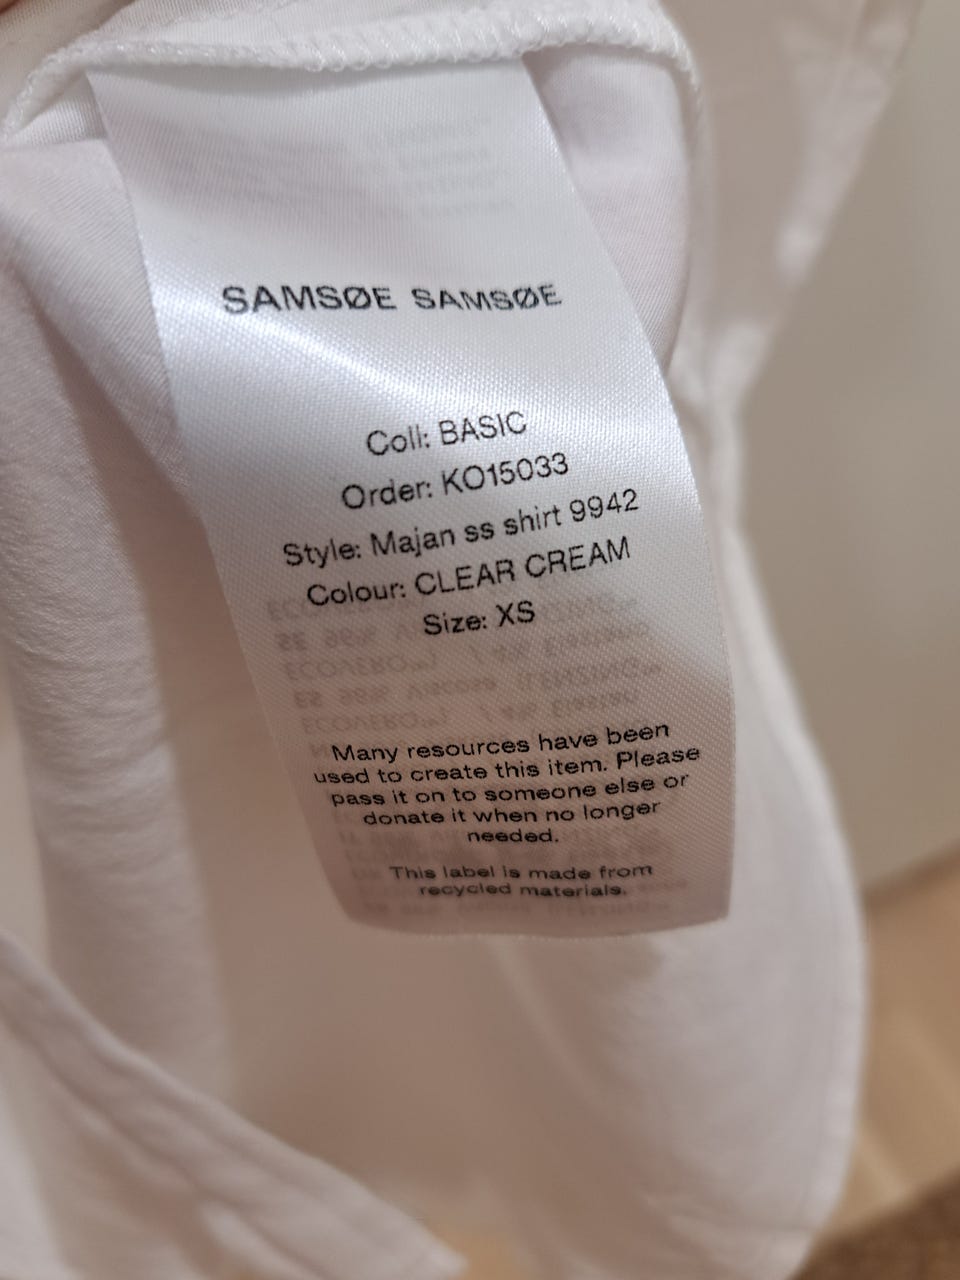 SAMSØE SAMSØE
Coll: BASIC
Order: KO15033
Style: Majan ss shirt 9942
Colour: CLEAR CREAM
Size: XS
Many resources have been
used to create this item. Please
pass it on to someone else or
donate it when no longer
needed.
This label is made from
recycled materials.